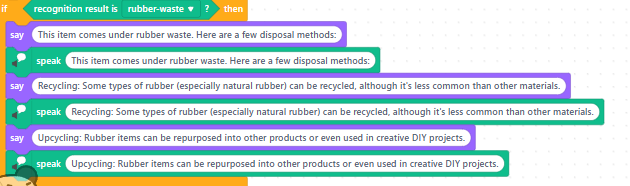 if recognition result is rubber-waste ? then
say This item comes under rubber waste. Here are a few disposal methods:
speak This item comes under rubber waste. Here are a few disposal methods:
say Recycling: Some types of rubber (especially natural rubber) can be recycled, although it's less common than other materials.
speak Recycling: Some types of rubber (especially natural rubber) can be recycled, although it's less common than other materials.
say Upcycling: Rubber items can be repurposed into other products or even used in creative DIY projects.
speak Upcycling: Rubber items can be repurposed into other products or even used in creative DIY projects.